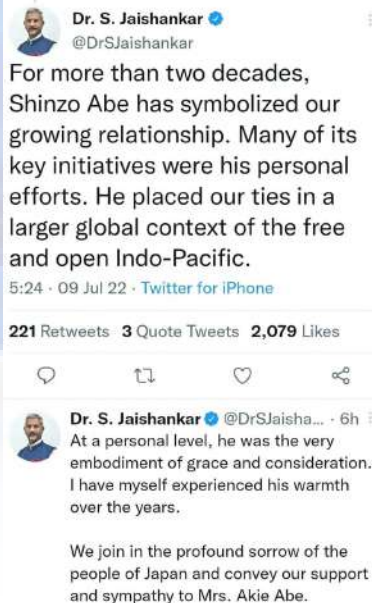 Dr. S. Jaishankar
@DrSJaishankar
For more than two decades,
Shinzo Abe has symbolized our
growing relationship. Many of its
key initiatives were his personal
efforts. He placed our ties in a
larger global context of the free
and open Indo-Pacific.
5:24 · 09 Jul 22 · Twitter for iPhone
221 Retweets 3 Quote Tweets 2,079 Likes
Dr. S. Jaishankar @DrSJaisha... · 6h
At a personal level, he was the very
embodiment of grace and consideration.
I have myself experienced his warmth
over the years.
We join in the profound sorrow of the
people of Japan and convey our support
and sympathy to Mrs. Akie Abe.